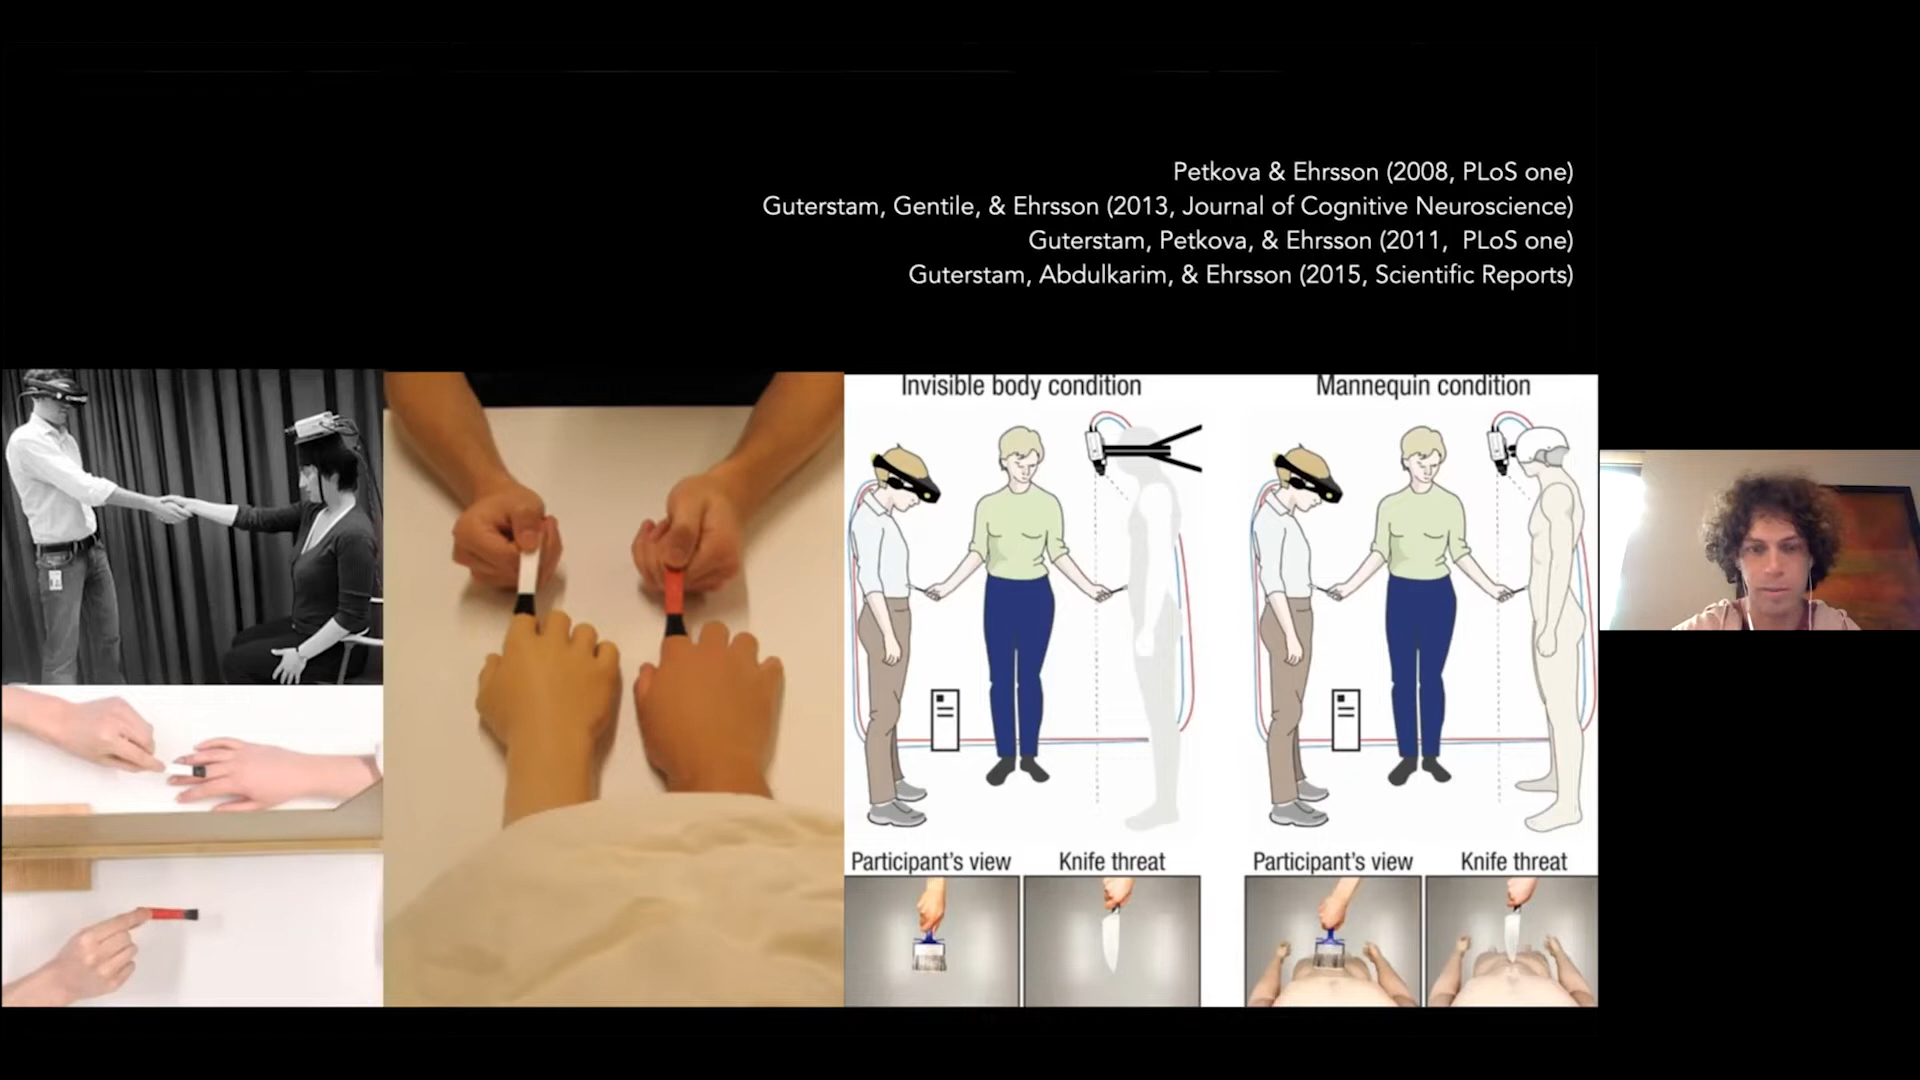 Petkova & Ehrsson (2008, PLoS one)
Guterstam, Gentile, & Ehrsson (2013, Journal of Cognitive Neuroscience)
Guterstam, Petkova, & Ehrsson (2011, PLoS one)
Guterstam, Abdulkarim, & Ehrsson (2015, Scientific Reports)
Invisible body condition
Mannequin condition
Participant's view
Knife threat
Participant's view
Knife threat